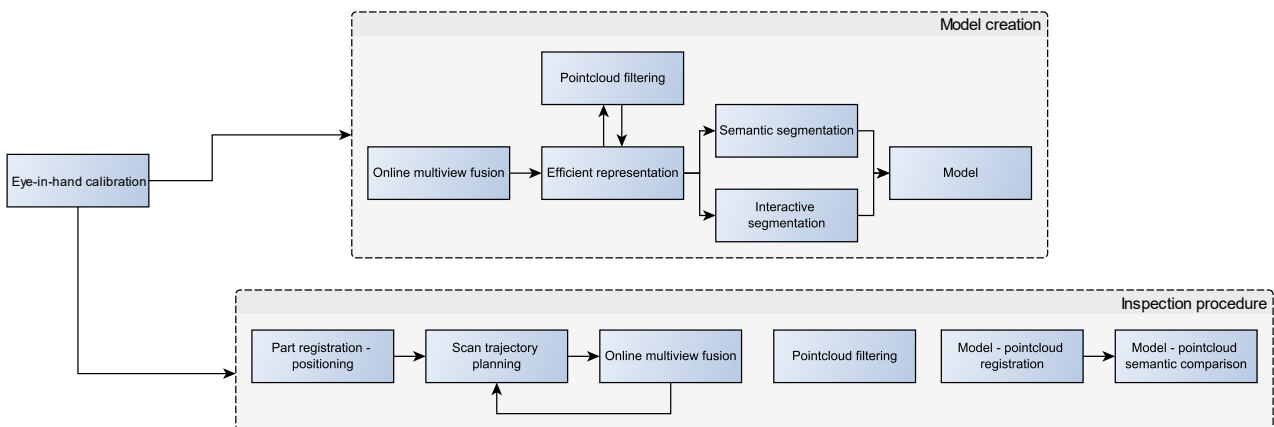 Model creation
Pointcloud filtering
Semantic segmentation
Online multiview fusion
Efficient representation
Model
Eye-in-hand calibration
Interactive
segmentation
Inspection procedure
Part registration -
positioning
Scan trajectory
planning
Online multiview fusion
Pointcloud filtering
Model - pointcloud
registration
Model - pointcloud
semantic comparison